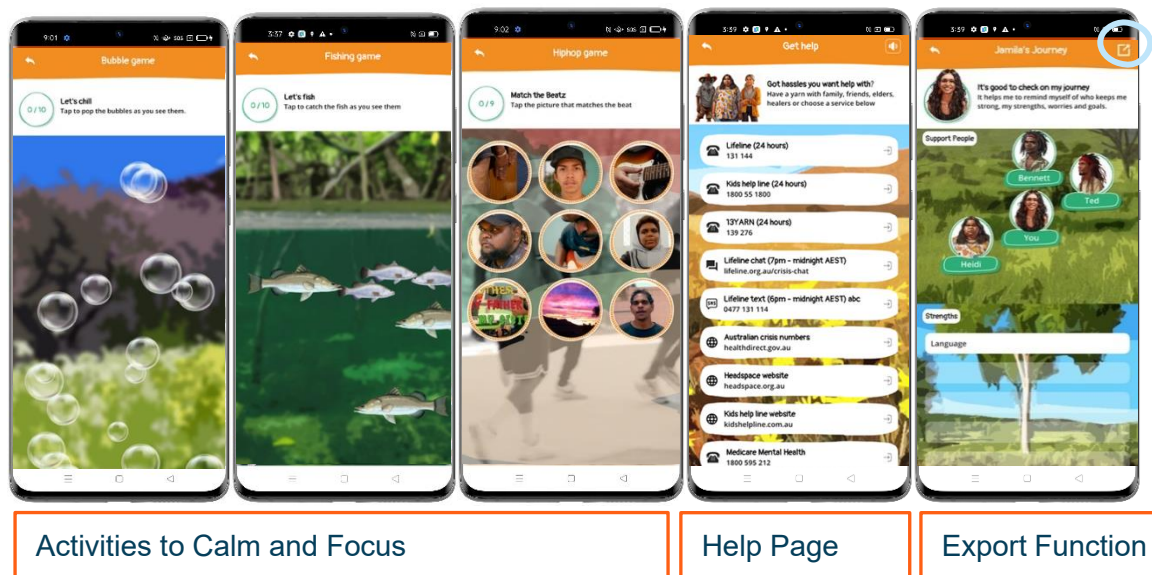 9:01
Bubble game
0/10
Let's chill
Tap to pop the bubbles as you see them.
3:37
Fishing game
0/10
Let's fish
Tap to catch the fish as you see them
9:02
Hiphop game
0/9
Match the Beatz
Tap the picture that matches the beat
3:39
Get help
Got hassles you want help with?
Have a yarn with family, friends, elders,
healers or choose a service below
Lifeline (24 hours)
131 144
Kids help line (24 hours)
1800 55 1800
13YARN (24 hours)
139 276
Lifeline chat (7pm - midnight AEST)
lifeline.org.au/crisis-chat
SMS
Lifeline text (6pm - midnight AEST) abc
0477 131 114
Australian crisis numbers
healthdirect.gov.au
Headspace website
headspace.org.au
Kids help line website
kidshelpline.com.au
Medicare Mental Health
1800 595 212
3:39
Jamila's Journey
It's good to check on my journey
It helps me to remind myself of who keeps me
strong, my strengths, worries and goals.
Support People
Bennett
Ted
You
Heidi
Strengths
Language
Activities to Calm and Focus
Help Page
Export Function